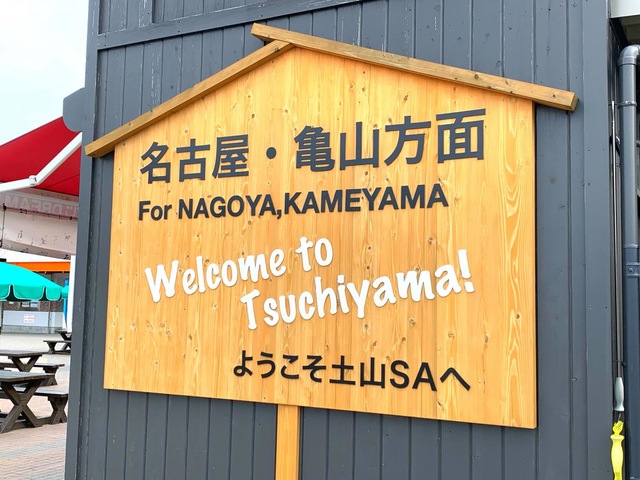 名古屋・亀山方面
For NAGOYA,KAMEYAMA
Welcome to
Tsuchiyama!
ようこそ土山SAへ